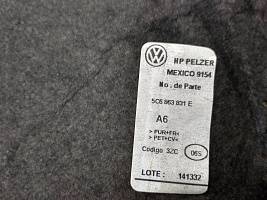 HP PELZER
MEXICO 9154
No. de Parte
5C6 863 831 E
A6
> PUR+FR<
> PET+CV<
Codigo 3ZC 06S
LOTE: 141332